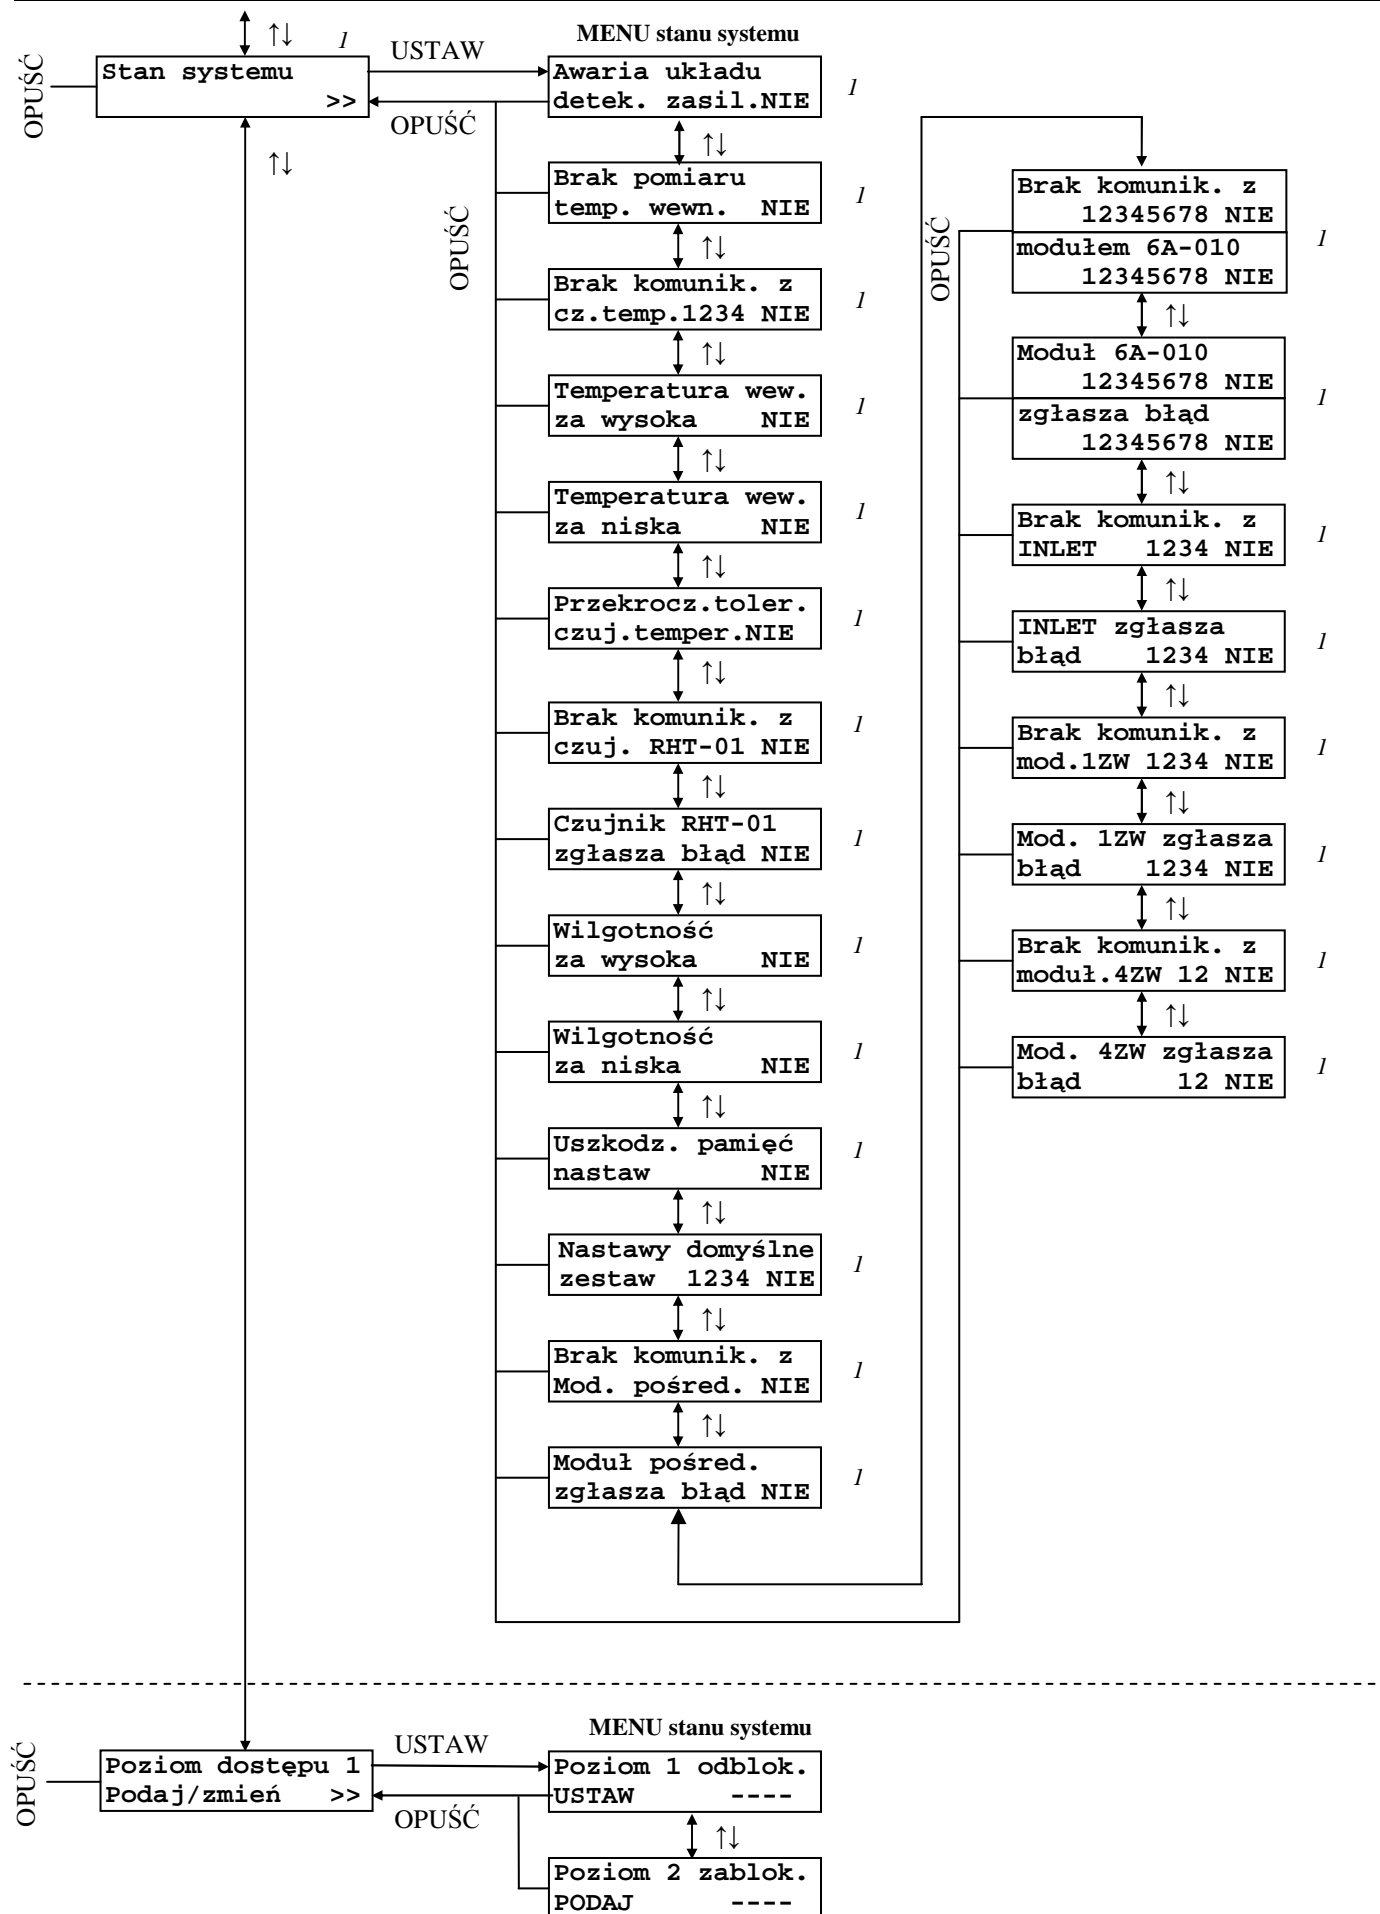 ↑↓ 1
OPUŚĆ
Stan systemu
>>
USTAW
OPUŚĆ
↑↓
MENU stanu systemu
Awaria układu
detek. zasil.NIE 1
↑↓
OPUŚĆ
Brak pomiaru
temp. wewn. NIE 1
↑↓
Brak komunik. z
cz.temp.1234 NIE 1
↑↓
Temperatura wew.
za wysoka NIE 1
↑↓
Temperatura wew.
za niska NIE 1
↑↓
Przekrocz.toler.
czuj.temper.NIE 1
↑↓
Brak komunik. z
czuj. RHT-01 NIE 1
↑↓
Czujnik RHT-01
zgłasza błąd NIE 1
↑↓
Wilgotność
za wysoka NIE 1
↑↓
Wilgotność
za niska NIE 1
↑↓
Uszkodz. pamięć
nastaw NIE 1
↑↓
Nastawy domyślne
zestaw 1234 NIE 1
↑↓
Brak komunik. z
Mod. pośred. NIE 1
↑↓
Moduł pośred.
zgłasza błąd NIE 1
OPUŚĆ
Brak komunik. z
12345678 NIE
modułem 6A-010
12345678 NIE
1
↑↓
Moduł 6A-010
12345678 NIE
zgłasza błąd
12345678 NIE
1
↑↓
Brak komunik. z
INLET 1234 NIE 1
↑↓
INLET zgłasza
błąd 1234 NIE 1
↑↓
Brak komunik. z
mod.1ZW 1234 NIE 1
↑↓
Mod. 1ZW zgłasza
błąd 1234 NIE 1
↑↓
Brak komunik. z
moduł.4ZW 12 NIE 1
↑↓
Mod. 4ZW zgłasza
błąd 12 NIE 1
OPUŚĆ
Poziom dostępu 1
Podaj/zmień >>
USTAW
OPUŚĆ
MENU stanu systemu
Poziom 1 odblok.
USTAW ----
↑↓
Poziom 2 zablok.
PODAJ ----